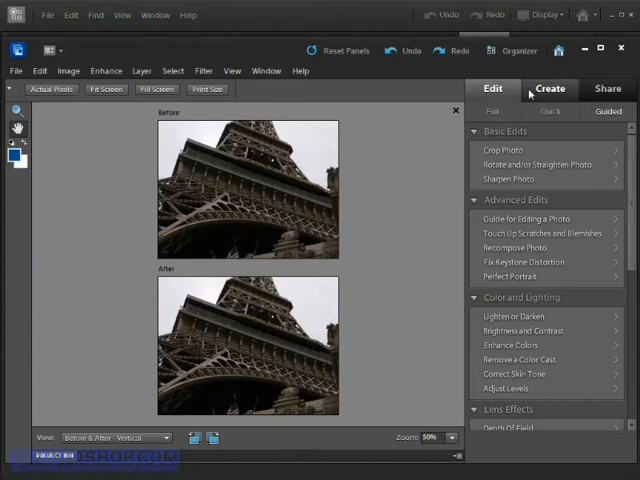 File Edit Find View Window Help Undo Redo Display
Reset Panels Undo Redo Organizer
File Edit Image Enhance Layer Select Filter View Window Help
Actual Pixels Fit Screen Fill Screen Print Size
Edit Create Share
Full Quick Guided
Before
Basic Edits
Crop Photo
Rotate and/or Straighten Photo
Sharpen Photo
Advanced Edits
Guide for Editing a Photo
Touch Up Scratches and Blemishes
Recompose Photo
Fix Keystone Distortion
Perfect Portrait
After
Color and Lighting
Lighten or Darken
Brightness and Contrast
Enhance Colors
Remove a Color Cast
Correct Skin Tone
Adjust Levels
Lens Effects
Depth Of Field
View: Before & After - Vertical Zoom: 50%
PROJECT BIN